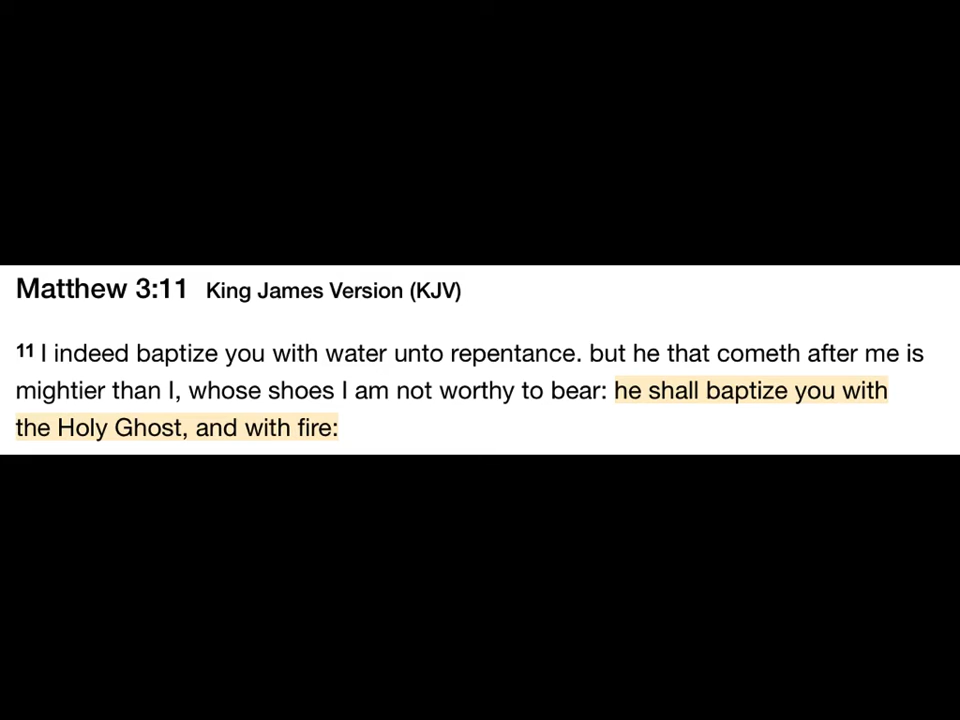 Matthew 3:11 King James Version (KJV)
11 I indeed baptize you with water unto repentance. but he that cometh after me is
mightier than I, whose shoes I am not worthy to bear: he shall baptize you with
the Holy Ghost, and with fire: